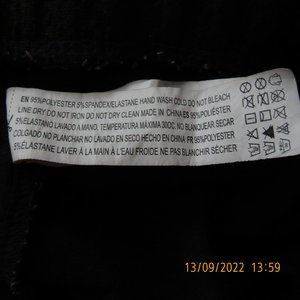 EN 95%POLYESTER 5%SPANDEX/ELASTANE HAND WASH COLD DO NOT BLEACH
LINE DRY DO NOT IRON DO NOT DRY CLEAN MADE IN CHINA ES 95%POLIÉSTER
5%ELASTANO LAVADO A MANO, TEMPERATURA MÁXIMA 30OC. NO BLANQUEAR SECAR
COLGADO NO PLANCHAR NO LAVADO EN SECO HECHO EN CHINA FR 95%POLYESTER
5%ELASTANE LAVER À LA MAIN À L'EAU FROIDE NE PAS BLANCHIR SÉCHER
13/09/2022 13:59